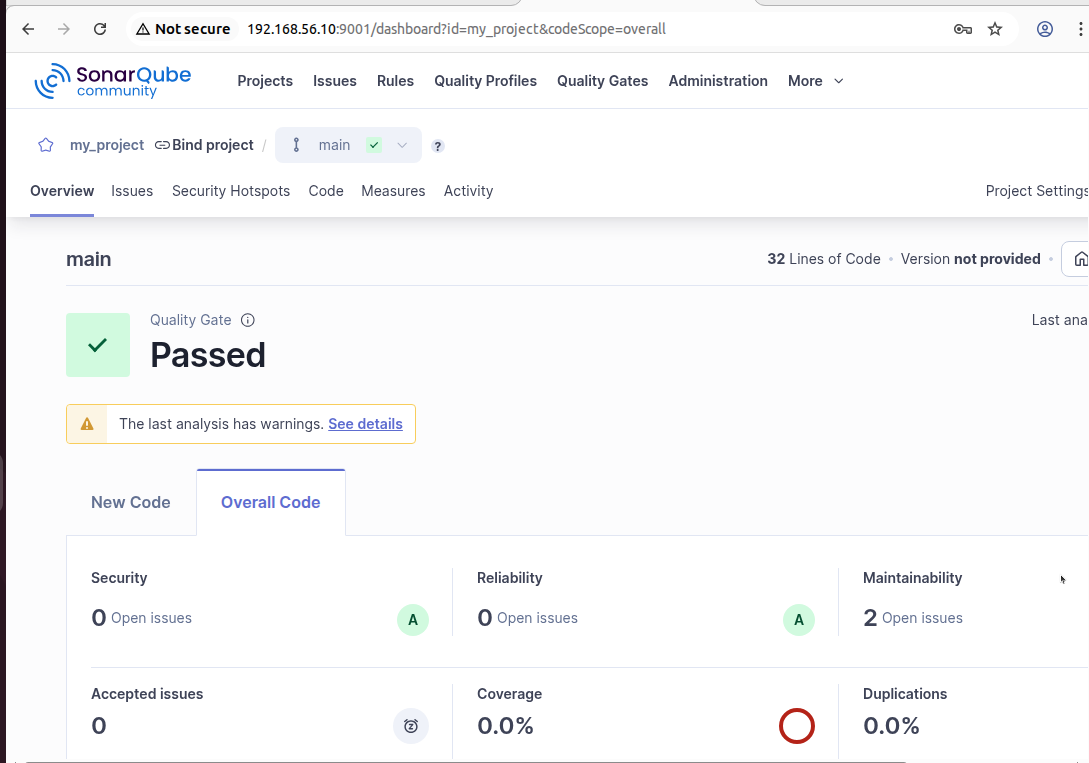 Not secure 192.168.56.10:9001/dashboard?id=my_project&codeScope=overall
SonarQube
community
Projects Issues Rules Quality Profiles Quality Gates Administration More
my_project Bind project / main ?
Overview Issues Security Hotspots Code Measures Activity Project Settings
main 32 Lines of Code • Version not provided •
Quality Gate
Passed
Last ana
The last analysis has warnings. See details
New Code Overall Code
Security Reliability Maintainability
0 Open issues A 0 Open issues A 2 Open issues
Accepted issues Coverage Duplications
0 0.0% 0.0%